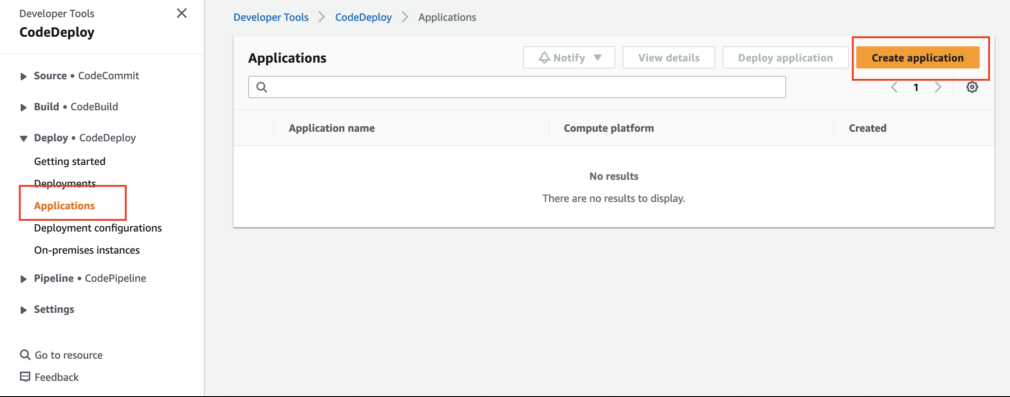 Developer Tools
CodeDeploy
Source • CodeCommit
Build • CodeBuild
Deploy • CodeDeploy
Getting started
Deployments
Applications
Deployment configurations
On-premises instances
Pipeline • CodePipeline
Settings
Go to resource
Feedback
Developer Tools > CodeDeploy > Applications
Applications
Notify
View details
Deploy application
Create application
1
Application name
Compute platform
Created
No results
There are no results to display.